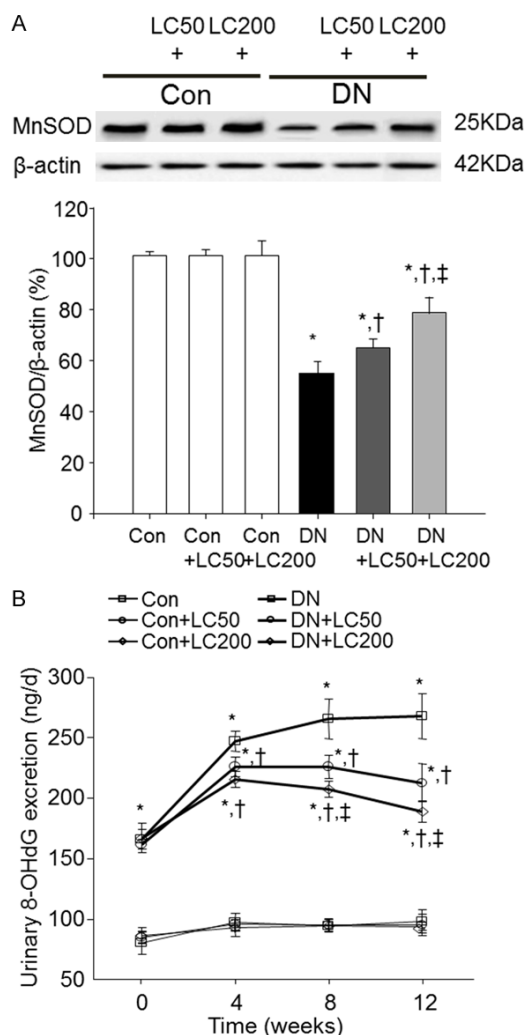 A
LC50 LC200
+ +
LC50 LC200
+ +
Con
DN
MnSOD 25KDa
β-actin 42KDa
MnSOD/β-actin (%)
120
100
80
60
40
20
0
*
*,†
*,†,‡
Con Con Con DN DN DN
+LC50+LC200 +LC50+LC200
B
Con DN
Con+LC50 DN+LC50
Con+LC200 DN+LC200
Urinary 8-OHdG excretion (ng/d)
300
250
200
150
100
50
* * * *
*,† *,† *,†
*,† *,†,‡ *,†,‡
0 4 8 12
Time (weeks)